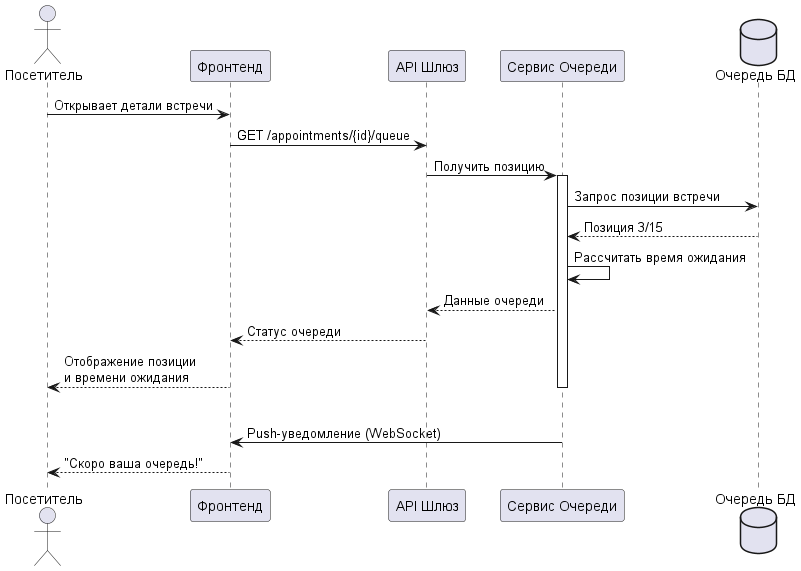 Посетитель
Фронтенд
API Шлюз
Сервис Очереди
Очередь БД
Открывает детали встречи
GET /appointments/{id}/queue
Получить позицию
Запрос позиции встречи
Позиция 3/15
Рассчитать время ожидания
Данные очереди
Статус очереди
Отображение позиции
и времени ожидания
Push-уведомление (WebSocket)
"Скоро ваша очередь!"
Посетитель
Фронтенд
API Шлюз
Сервис Очереди
Очередь БД